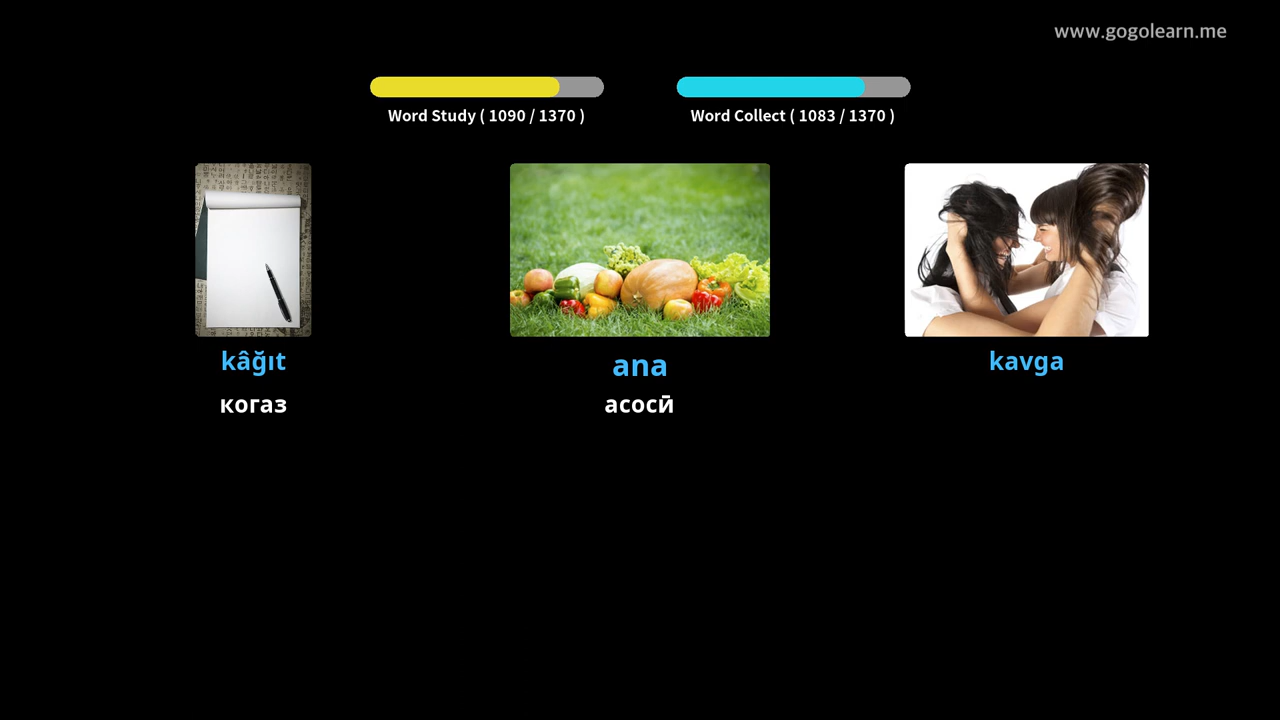 www.gogolearn.me
Word Study ( 1090 / 1370 )
Word Collect ( 1083 / 1370 )
kâğıt
ana
kavga
когаз
асосӣ